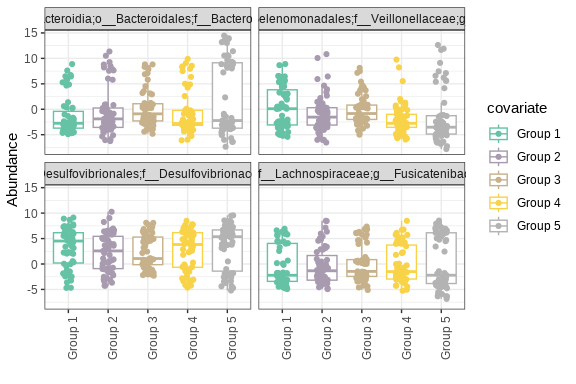 cteroidia;o__Bacteroidales;f__Bactero
elenomonadales;f__Veillonellaceae;g
15
10
5
0
-5
Abundance
esulfovibrionales;f__Desulfovibrionac
f__Lachnospiraceae;g__Fusicatenibac
15
10
5
0
-5
Group 1
Group 2
Group 3
Group 4
Group 5
Group 1
Group 2
Group 3
Group 4
Group 5
covariate
Group 1
Group 2
Group 3
Group 4
Group 5